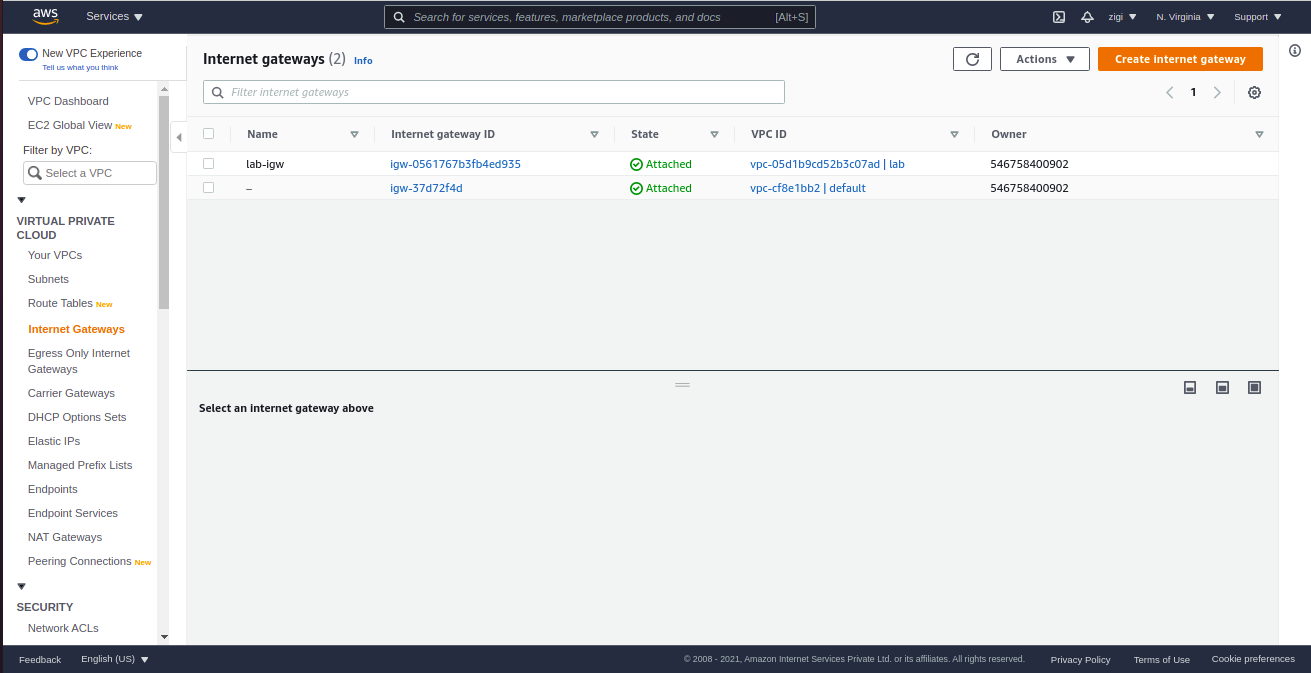 aws
Services
Search for services, features, marketplace products, and docs [Alt+S]
zigi
N. Virginia
Support
New VPC Experience
Tell us what you think
VPC Dashboard
EC2 Global View New
Filter by VPC:
Select a VPC
VIRTUAL PRIVATE
CLOUD
Your VPCs
Subnets
Route Tables New
Internet Gateways
Egress Only Internet
Gateways
Carrier Gateways
DHCP Options Sets
Elastic IPs
Managed Prefix Lists
Endpoints
Endpoint Services
NAT Gateways
Peering Connections New
SECURITY
Network ACLs
Internet gateways (2) Info
Actions
Create internet gateway
Filter internet gateways
1
Name Internet gateway ID State VPC ID Owner
lab-igw igw-0561767b3fb4ed935 Attached vpc-05d1b9cd52b3c07ad | lab 546758400902
– igw-37d72f4d Attached vpc-cf8e1bb2 | default 546758400902
Select an internet gateway above
Feedback
English (US)
© 2008 - 2021, Amazon Internet Services Private Ltd. or its affiliates. All rights reserved.
Privacy Policy
Terms of Use
Cookie preferences